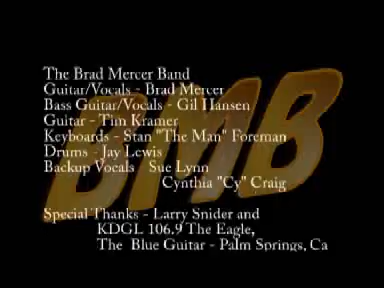 BMB
The Brad Mercer Band
Guitar/Vocals - Brad Mercer
Bass Guitar/Vocals - Gil Hansen
Guitar - Tim Kramer
Keyboards - Stan "The Man" Foreman
Drums - Jay Lewis
Backup Vocals - Sue Lynn
Cynthia "Cy" Craig
Special Thanks - Larry Snider and
KDGL 106.9 The Eagle,
The Blue Guitar - Palm Springs, Ca